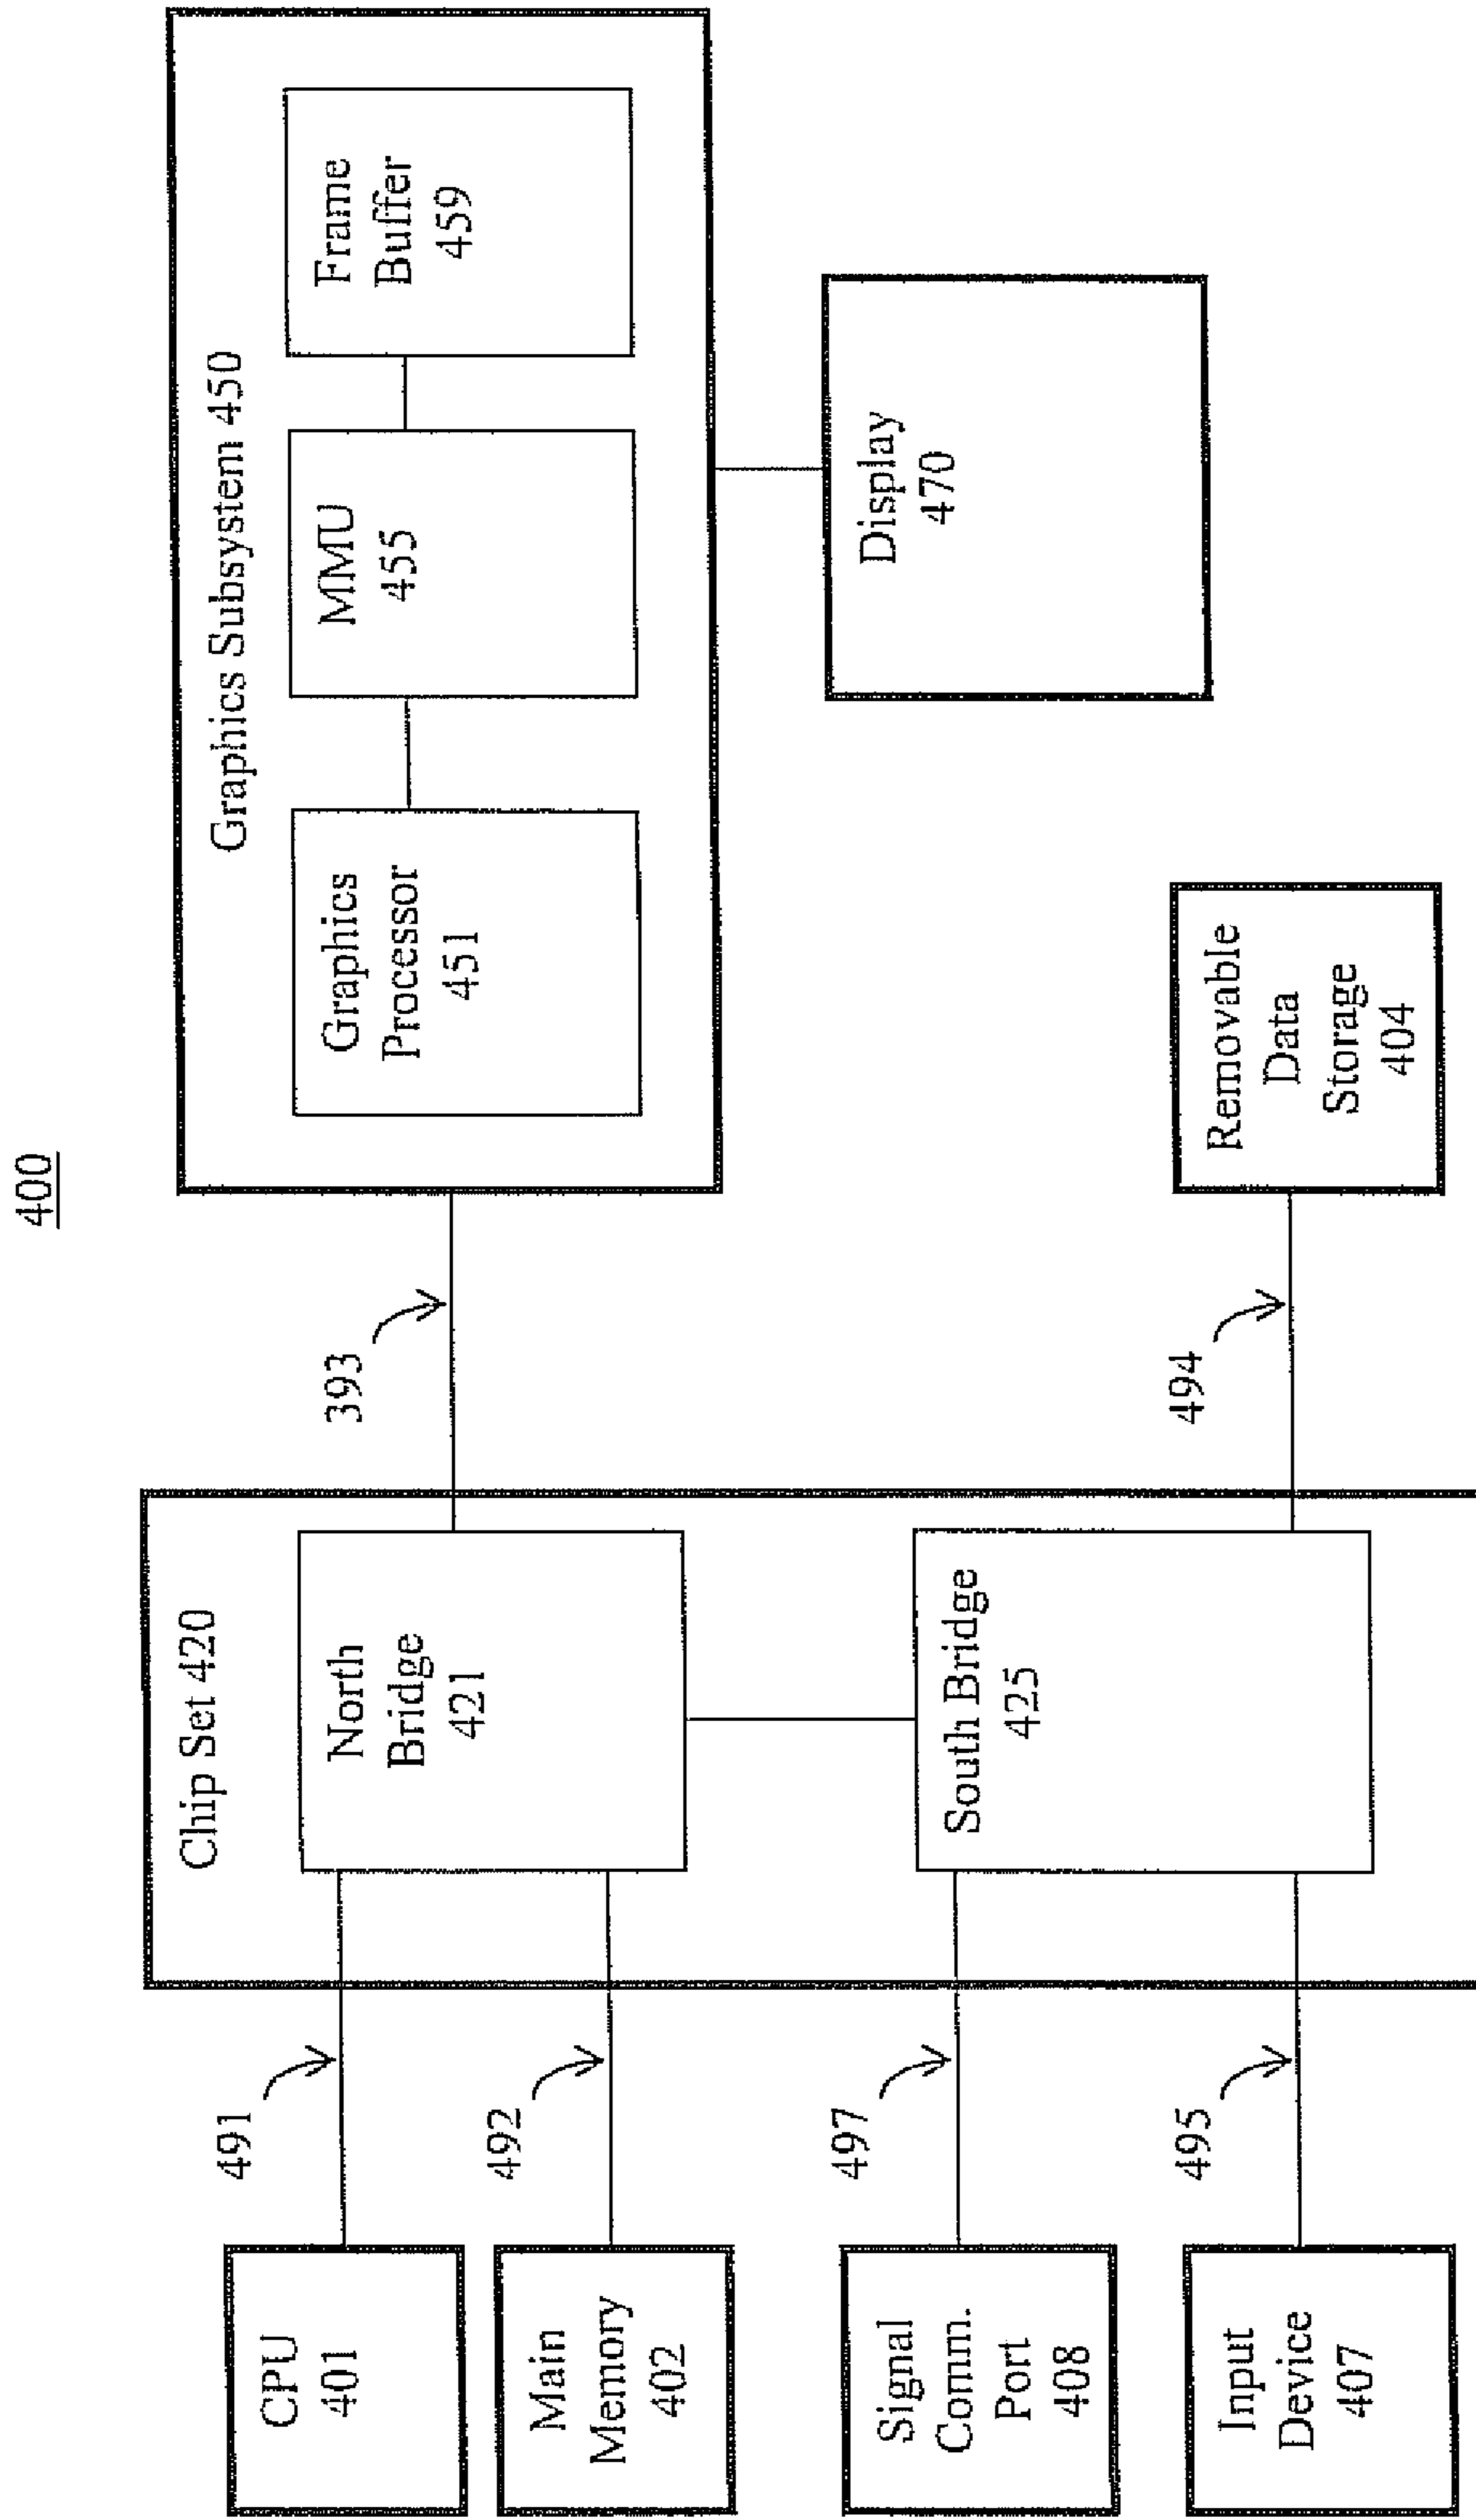 400
Graphics Subsystem 450
Graphics
Processor
451
MMU
455
Frame
Buffer
459
Display
470
393
Chip Set 420
North
Bridge
421
South Bridge
425
494
Removable
Data
Storage
404
491
CPU
401
492
Main
Memory
402
497
Signal
Comm.
Port
408
495
Input
Device
407